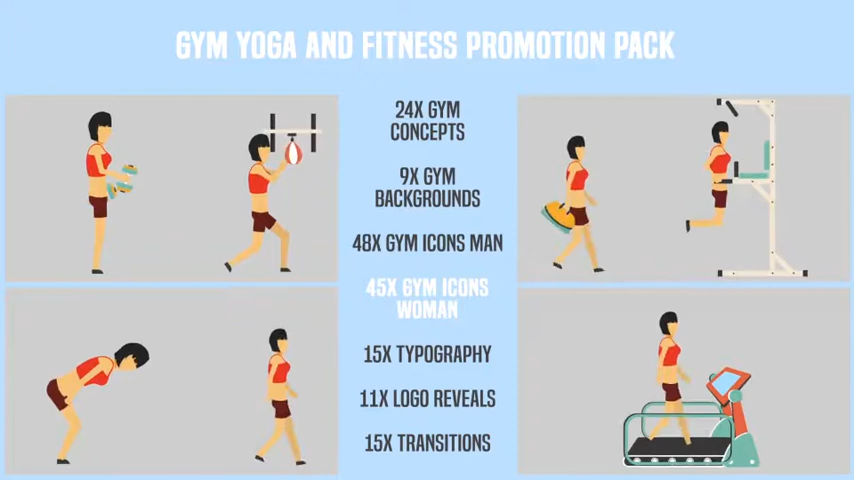 GYM YOGA AND FITNESS PROMOTION PACK
24X GYM
CONCEPTS
9X GYM
BACKGROUNDS
48X GYM ICONS MAN
45X GYM ICONS
WOMAN
15X TYPOGRAPHY
11X LOGO REVEALS
15X TRANSITIONS